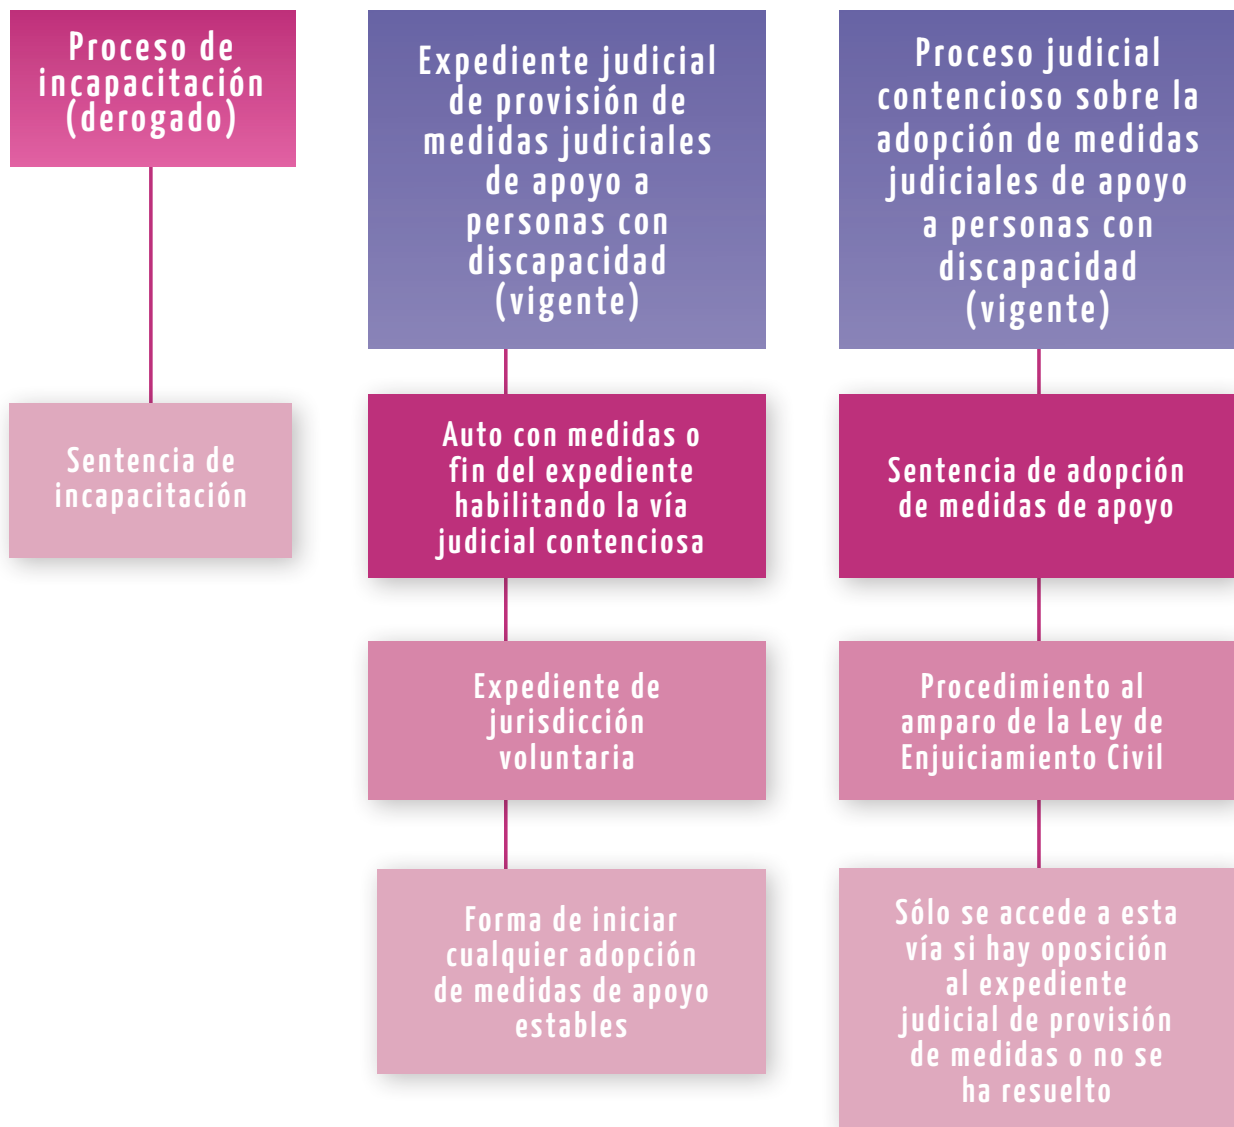 Proceso de
incapacitación
(derogado)
Sentencia de
incapacitación
Expediente judicial
de provisión de
medidas judiciales
de apoyo a
personas con
discapacidad
(vigente)
Auto con medidas o
fin del expediente
habilitando la vía
judicial contenciosa
Expediente de
jurisdicción
voluntaria
Forma de iniciar
cualquier adopción
de medidas de apoyo
estables
Proceso judicial
contencioso sobre la
adopción de medidas
judiciales de apoyo
a personas con
discapacidad
(vigente)
Sentencia de adopción
de medidas de apoyo
Procedimiento al
amparo de la Ley de
Enjuiciamiento Civil
Sólo se accede a esta
vía si hay oposición
al expediente
judicial de provisión
de medidas o no se
ha resuelto